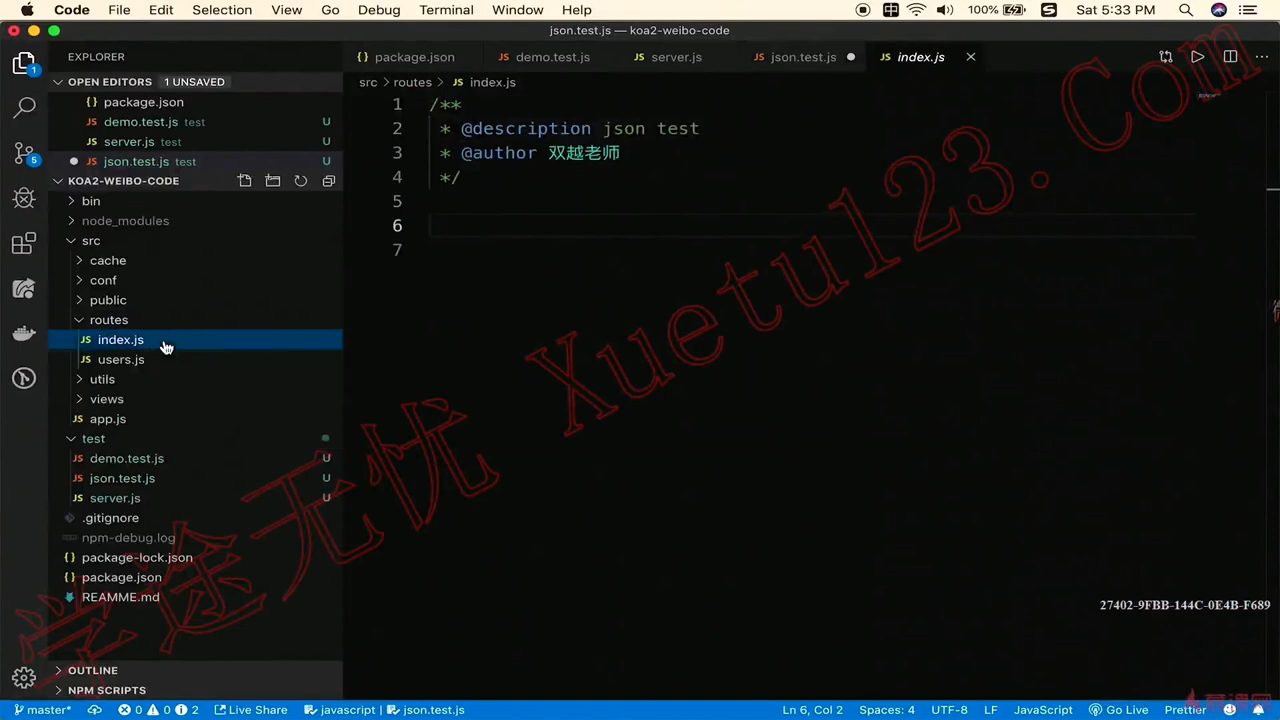 Code File Edit Selection View Go Debug Terminal Window Help 中 100% S Sat 5:33 PM
json.test.js — koa2-weibo-code
EXPLORER
package.json demo.test.js server.js json.test.js index.js
OPEN EDITORS 1 UNSAVED
package.json
demo.test.js test U
server.js test U
json.test.js test U
KOA2-WEIBO-CODE
bin
node_modules
src
cache
conf
public
routes
index.js
users.js
utils
views
app.js
test
demo.test.js U
json.test.js U
server.js U
.gitignore
npm-debug.log
package-lock.json
package.json
README.md
OUTLINE
NPM SCRIPTS
src > routes > index.js
1 /**
2 * @description json test
3 * @author 双越老师
4 */
5
6
7
学途无忧 Xuetu123.Com
27402-9FBB-144C-0E4B-F689
慕课网
master* 0 0 2 Live Share javascript | json.test.js Ln 6, Col 2 Spaces: 4 UTF-8 LF JavaScript Go Live Prettier
1
5